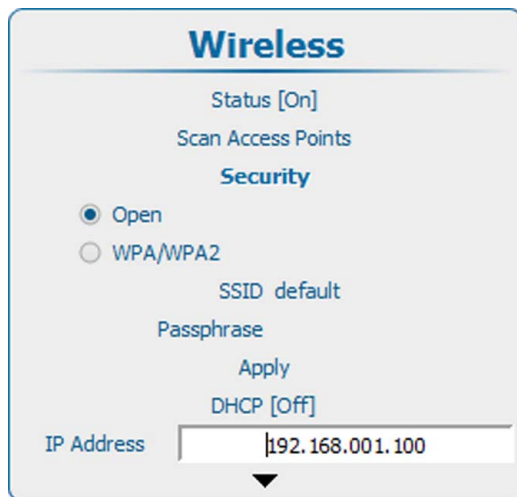 Wireless
Status [On]
Scan Access Points
Security
Open
WPA/WPA2
SSID default
Passphrase
Apply
DHCP [Off]
IP Address 192.168.001.100